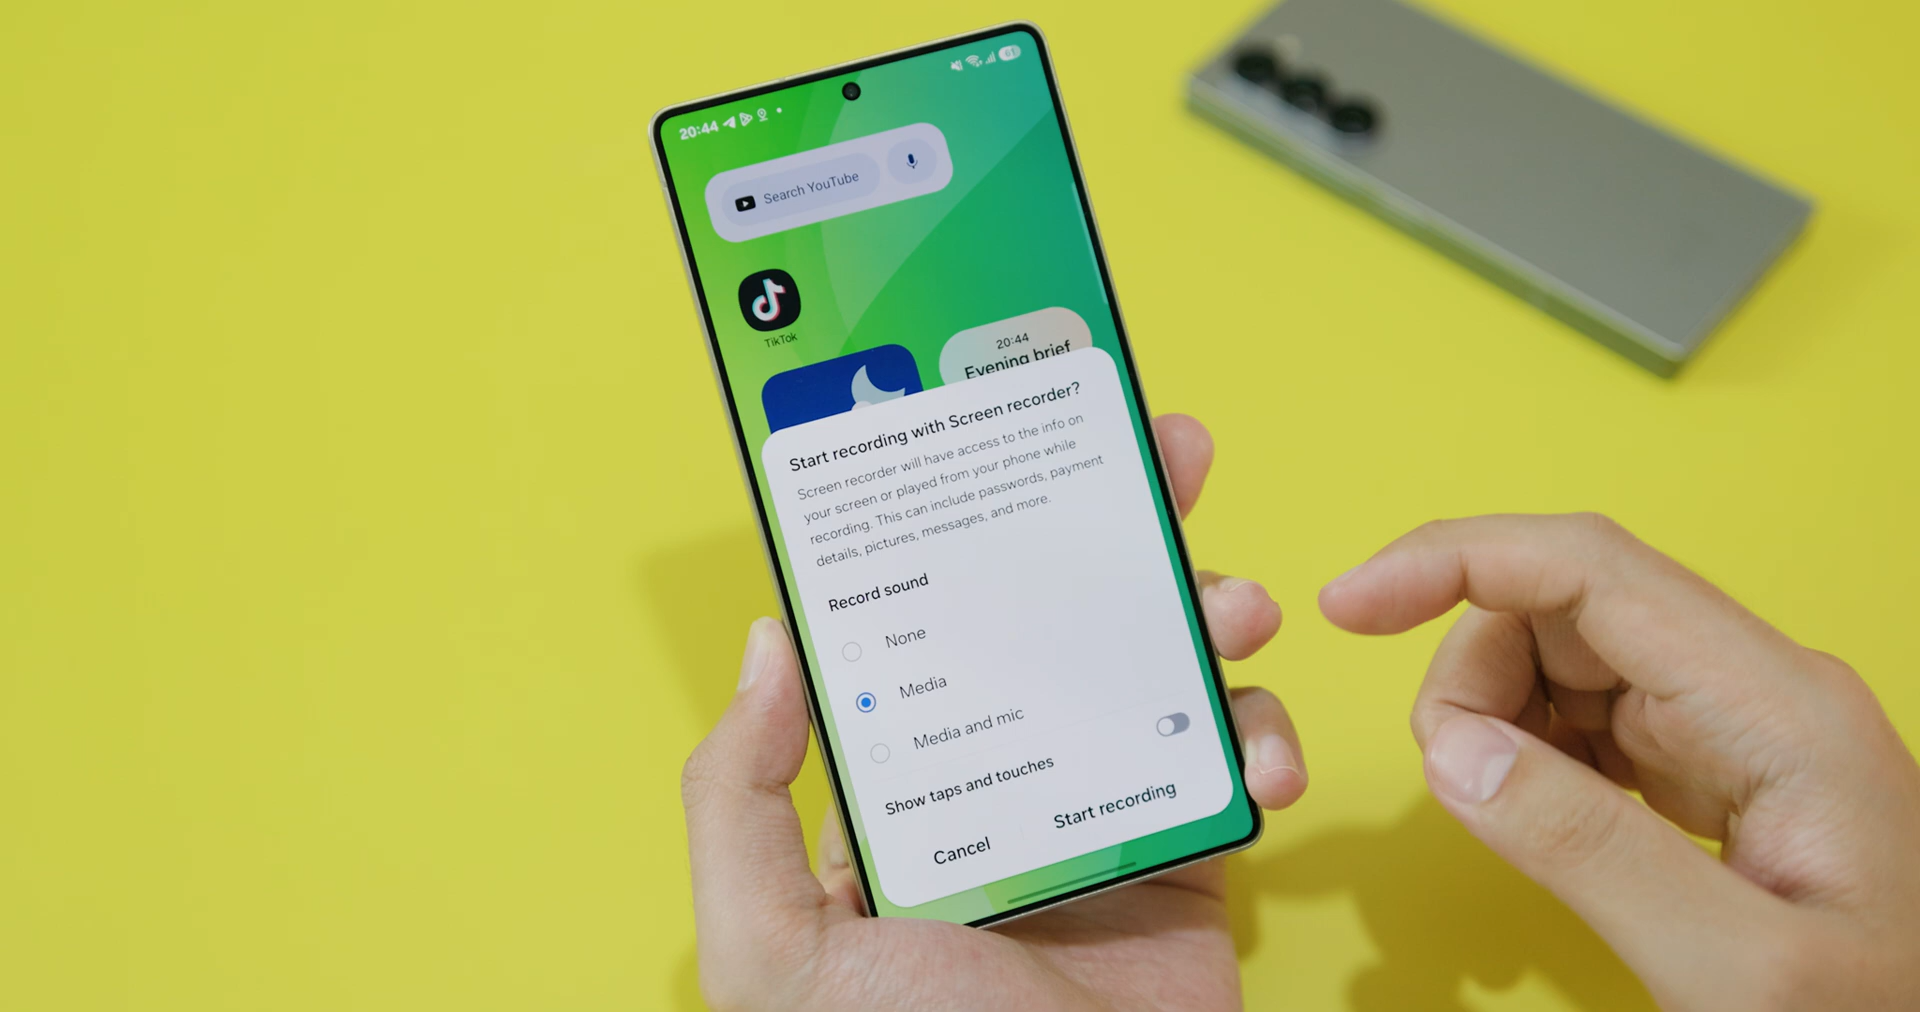 20:44
Search YouTube
TikTok
20:44
Evening brief
Start recording with Screen recorder?
Screen recorder will have access to the info on
your screen or played from your phone while
recording. This can include passwords, payment
details, pictures, messages, and more.
Record sound
None
Media
Media and mic
Show taps and touches
Cancel
Start recording